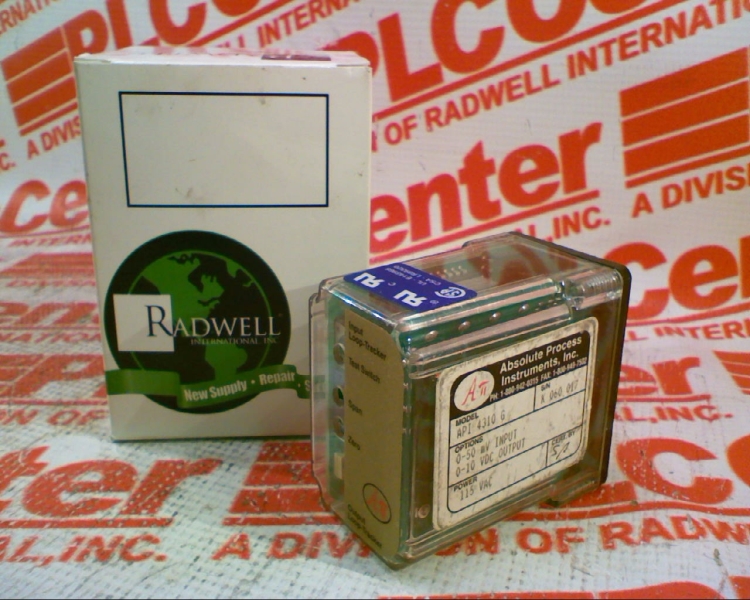 PLCCenter
A DIVISION OF RADWELL INTERNATIONAL, INC.
RADWELL
INTERNATIONAL, INC.
New Supply • Repair
Input
Loop-Tracker
Test Switch
Span
Zero
Absolute Process
Instruments, Inc.
MODEL
API 4310 G
S/N
OPTIONS
0-50 mV INPUT
0-10 VDC OUTPUT
POWER
115 VAC